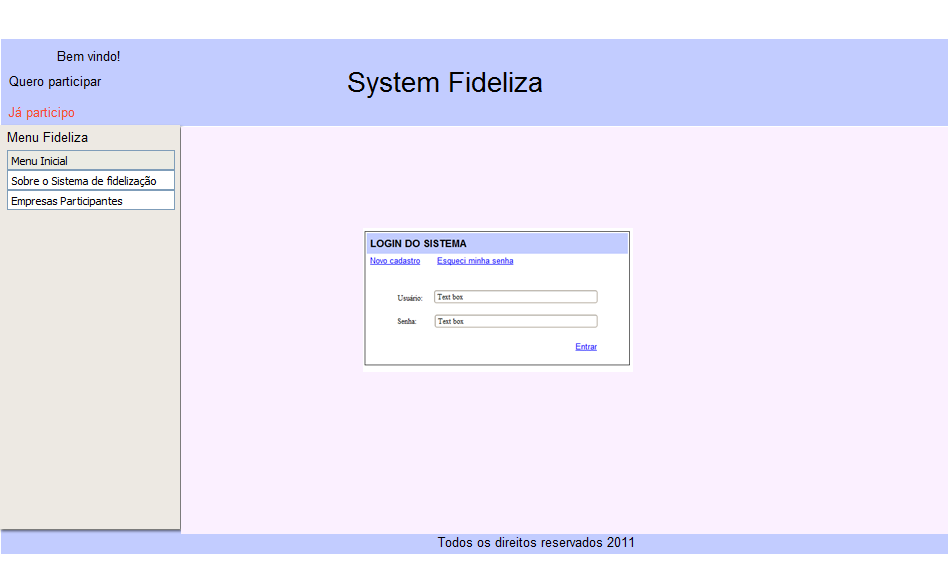 Bem vindo!
Quero participar
System Fideliza
Já participo
Menu Fideliza
Menu Inicial
Sobre o Sistema de fidelização
Empresas Participantes
LOGIN DO SISTEMA
Novo cadastro Esqueci minha senha
Usuário: Text box
Senha: Text box
Entrar
Todos os direitos reservados 2011